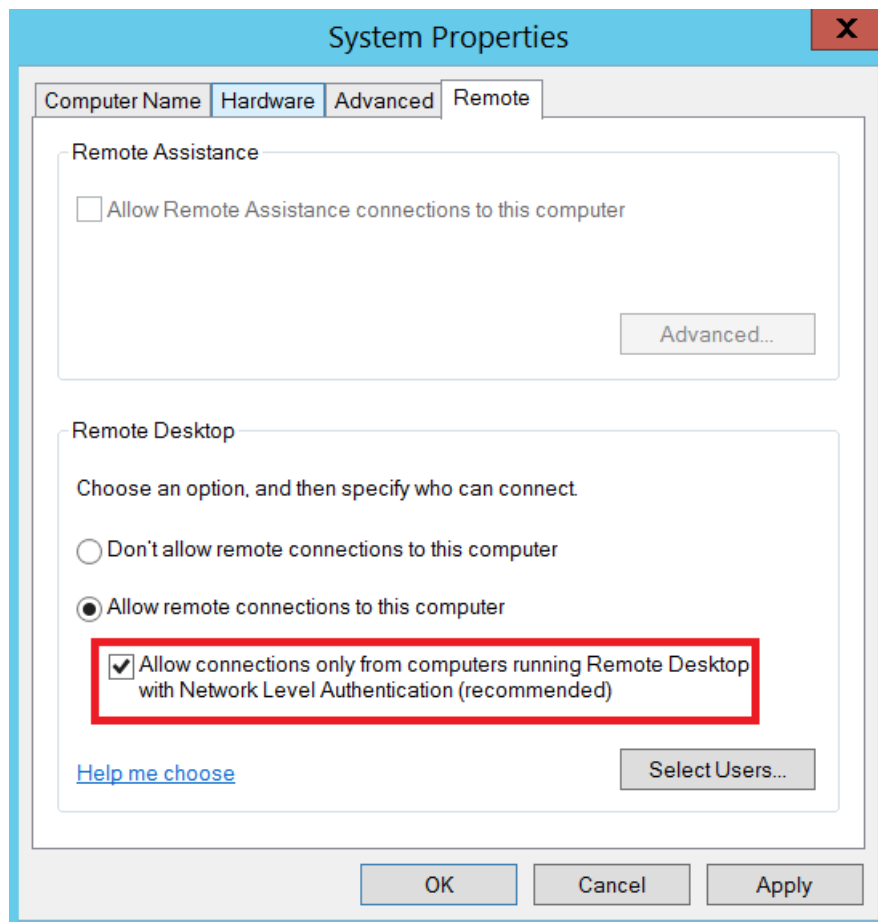 System Properties
X
Computer Name
Hardware
Advanced
Remote
Remote Assistance
Allow Remote Assistance connections to this computer
Advanced...
Remote Desktop
Choose an option, and then specify who can connect.
Don't allow remote connections to this computer
Allow remote connections to this computer
Allow connections only from computers running Remote Desktop
with Network Level Authentication (recommended)
Help me choose
Select Users...
OK
Cancel
Apply